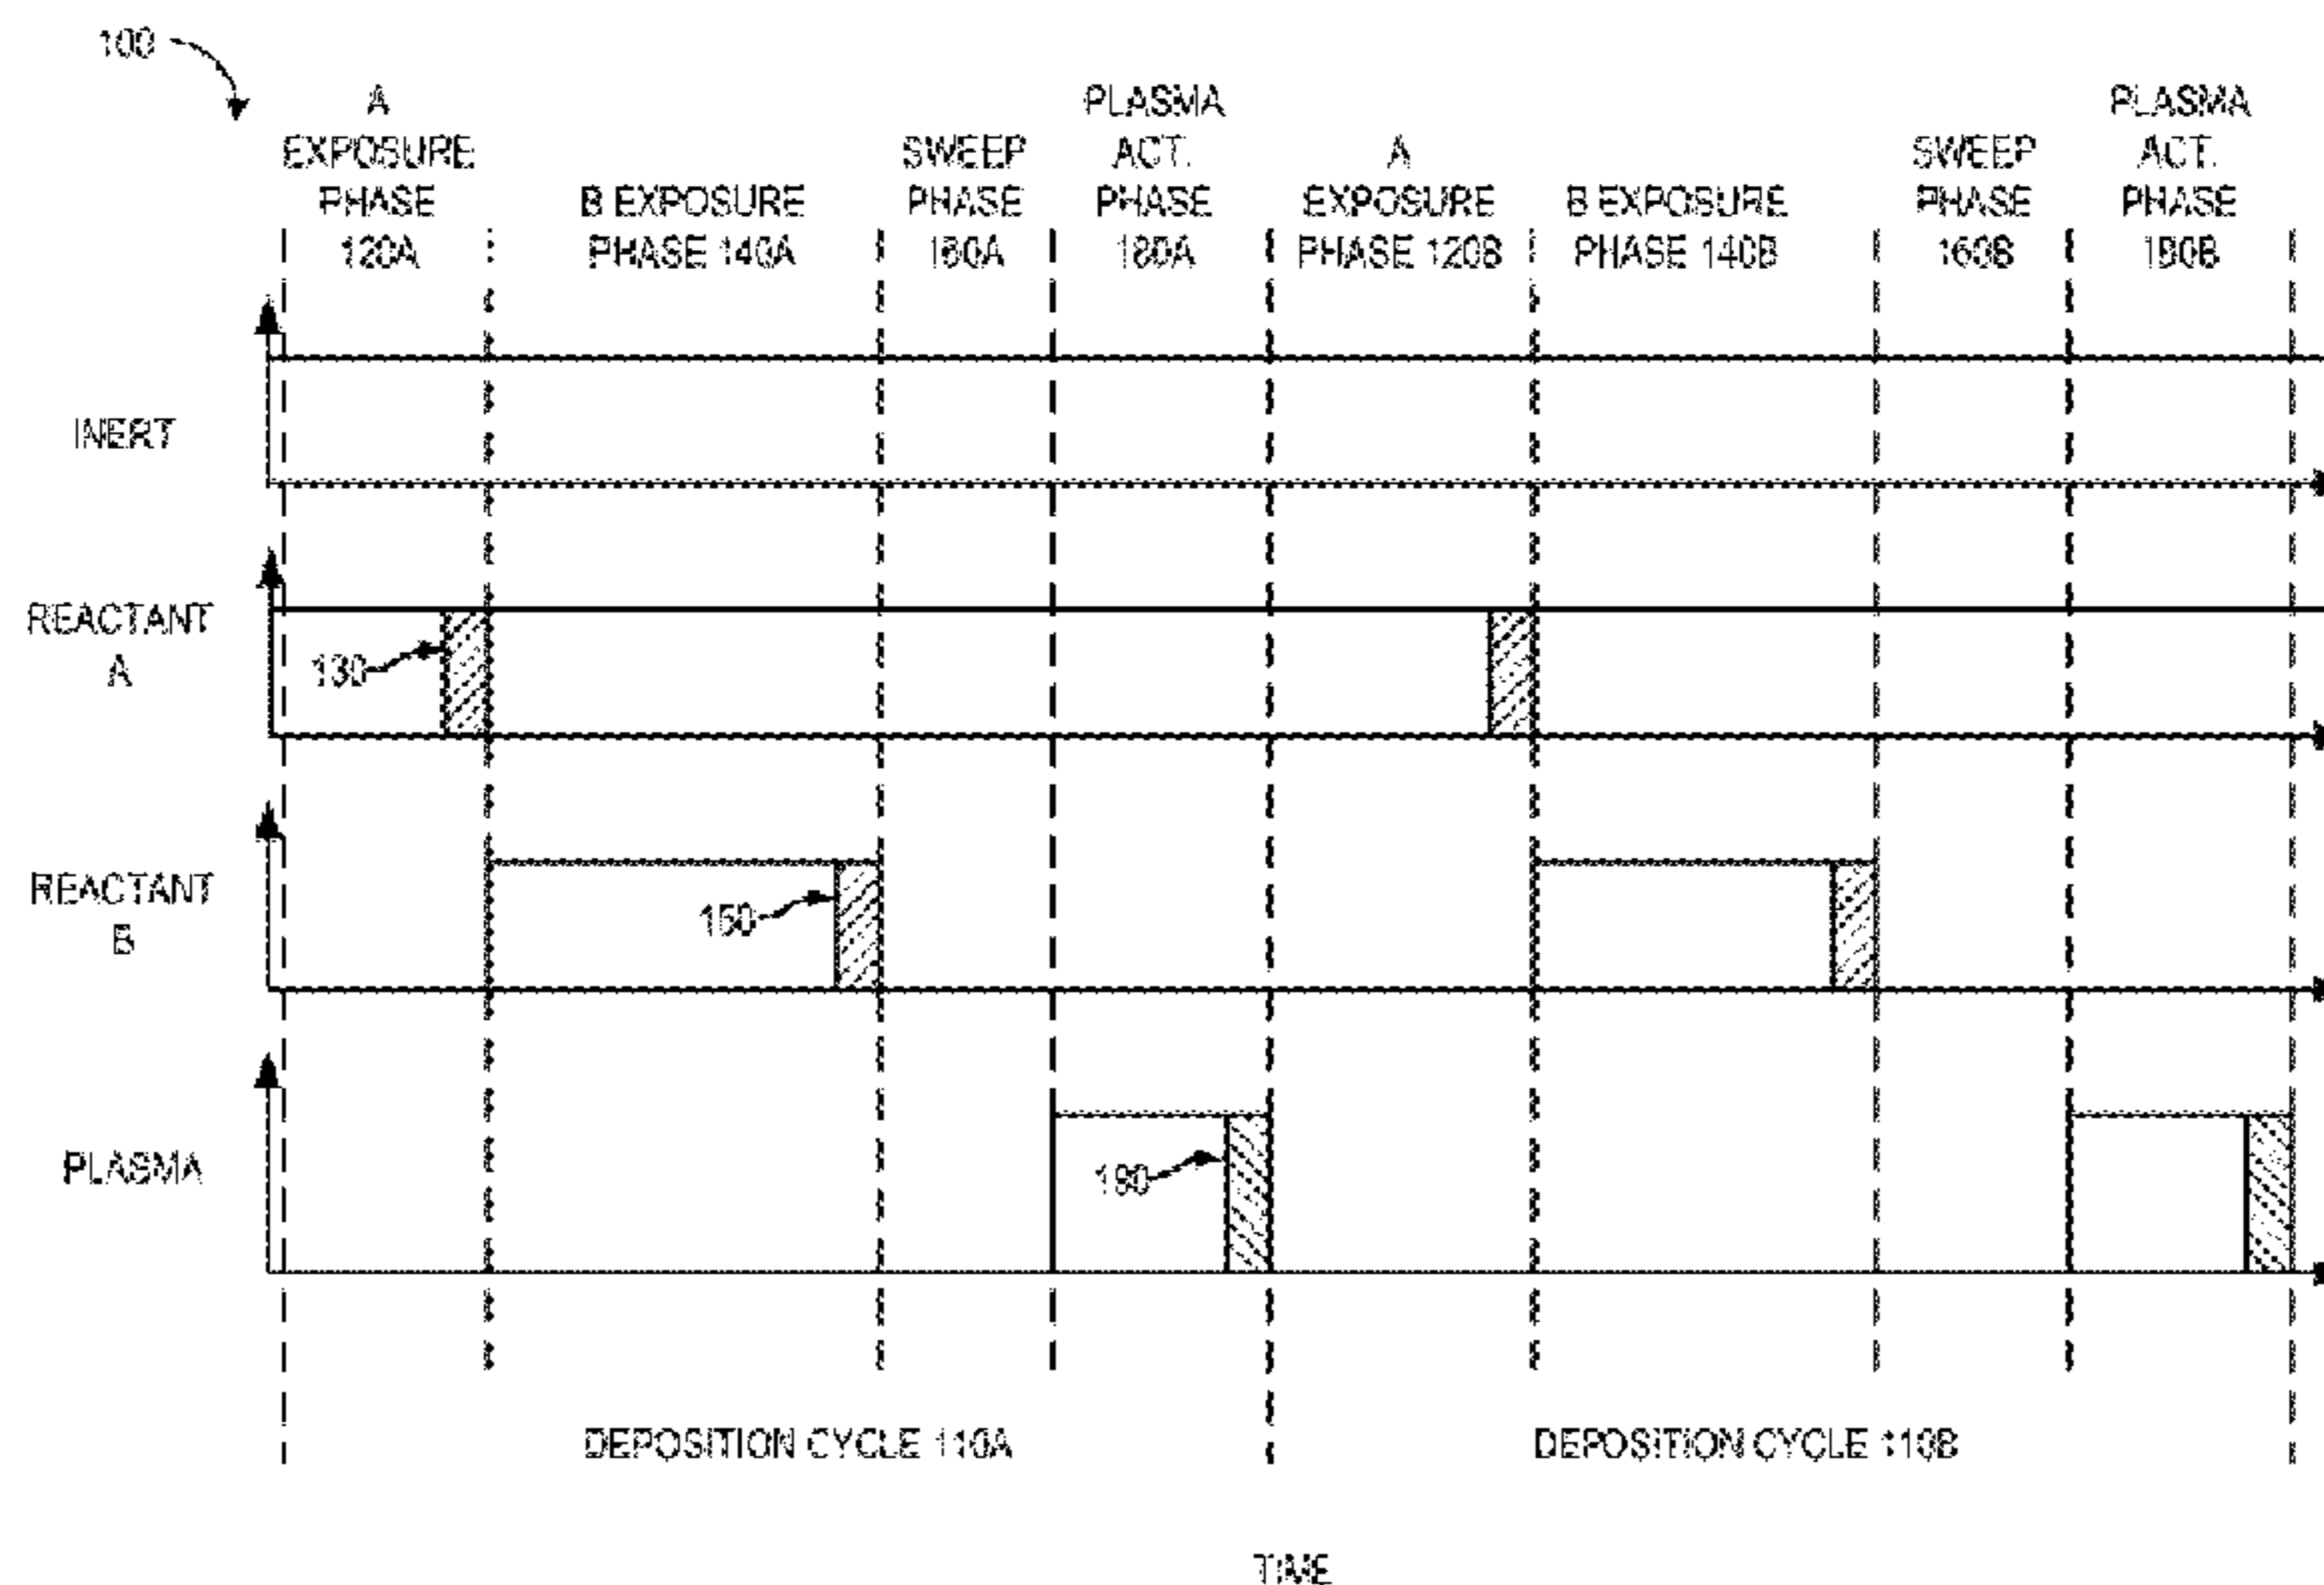 100
A
EXPOSURE
PHASE
120A
B EXPOSURE
PHASE 140A
SWEEP
PHASE
160A
PLASMA
ACT.
PHASE
180A
A
EXPOSURE
PHASE 120B
B EXPOSURE
PHASE 140B
SWEEP
PHASE
160B
PLASMA
ACT.
PHASE
180B
INERT
REACTANT
A
130
REACTANT
B
150
PLASMA
190
DEPOSITION CYCLE 110A
DEPOSITION CYCLE 110B
TIME